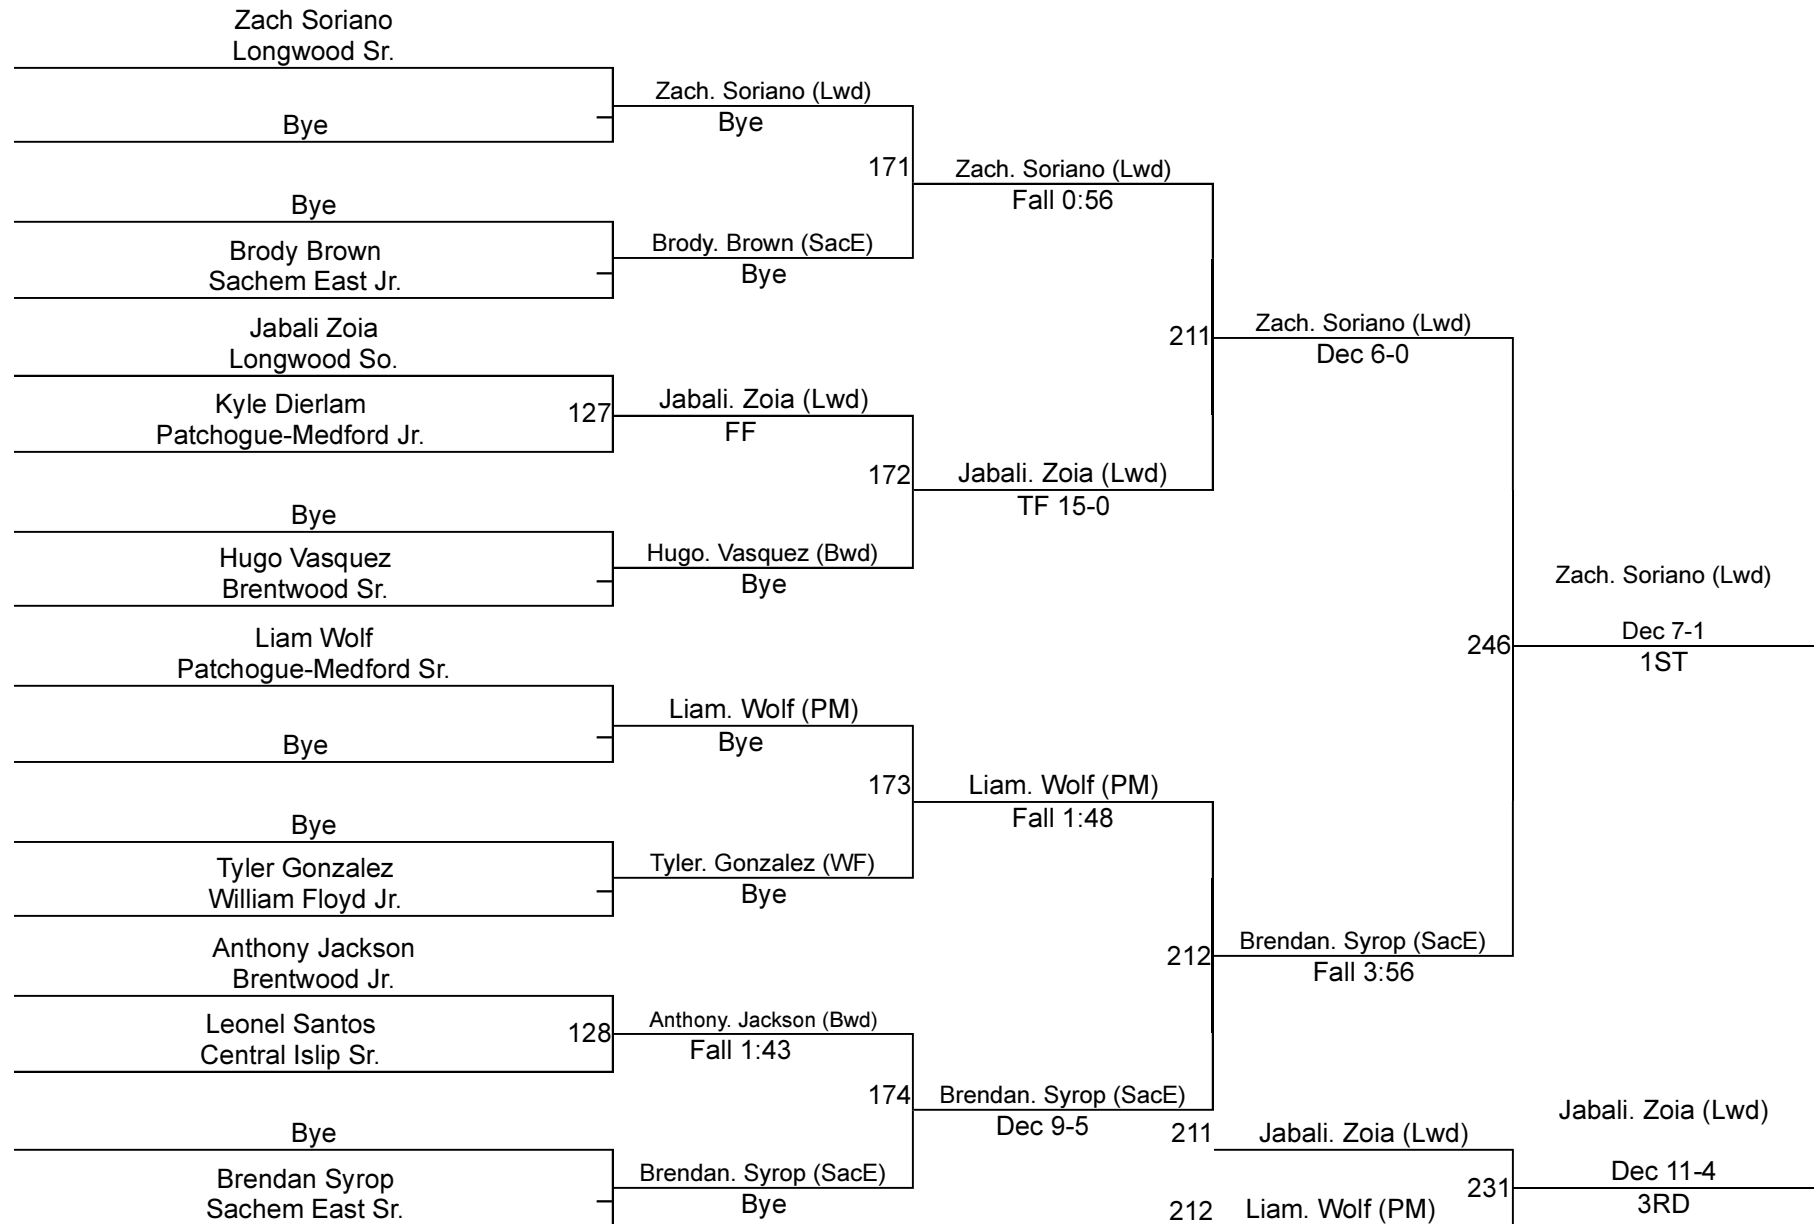 Zach Soriano
Longwood Sr.
Bye
Bye
Brody Brown
Sachem East Jr.
Jabali Zoia
Longwood So.
Kyle Dierlam
Patchogue-Medford Jr.
127
Bye
Hugo Vasquez
Brentwood Sr.
Liam Wolf
Patchogue-Medford Sr.
Bye
Bye
Tyler Gonzalez
William Floyd Jr.
Anthony Jackson
Brentwood Jr.
Leonel Santos
Central Islip Sr.
128
Bye
Brendan Syrop
Sachem East Sr.
Zach. Soriano (Lwd)
Bye
171
Brody. Brown (SacE)
Bye
Jabali. Zoia (Lwd)
FF
172
Hugo. Vasquez (Bwd)
Bye
Liam. Wolf (PM)
Bye
173
Tyler. Gonzalez (WF)
Bye
Anthony. Jackson (Bwd)
Fall 1:43
174
Brendan. Syrop (SacE)
Bye
Zach. Soriano (Lwd)
Fall 0:56
211
Jabali. Zoia (Lwd)
TF 15-0
Liam. Wolf (PM)
Fall 1:48
212
Brendan. Syrop (SacE)
Dec 9-5
Zach. Soriano (Lwd)
Dec 6-0
246
Brendan. Syrop (SacE)
Fall 3:56
Zach. Soriano (Lwd)
Dec 7-1
1ST
211
Jabali. Zoia (Lwd)
231
212
Liam. Wolf (PM)
Jabali. Zoia (Lwd)
Dec 11-4
3RD